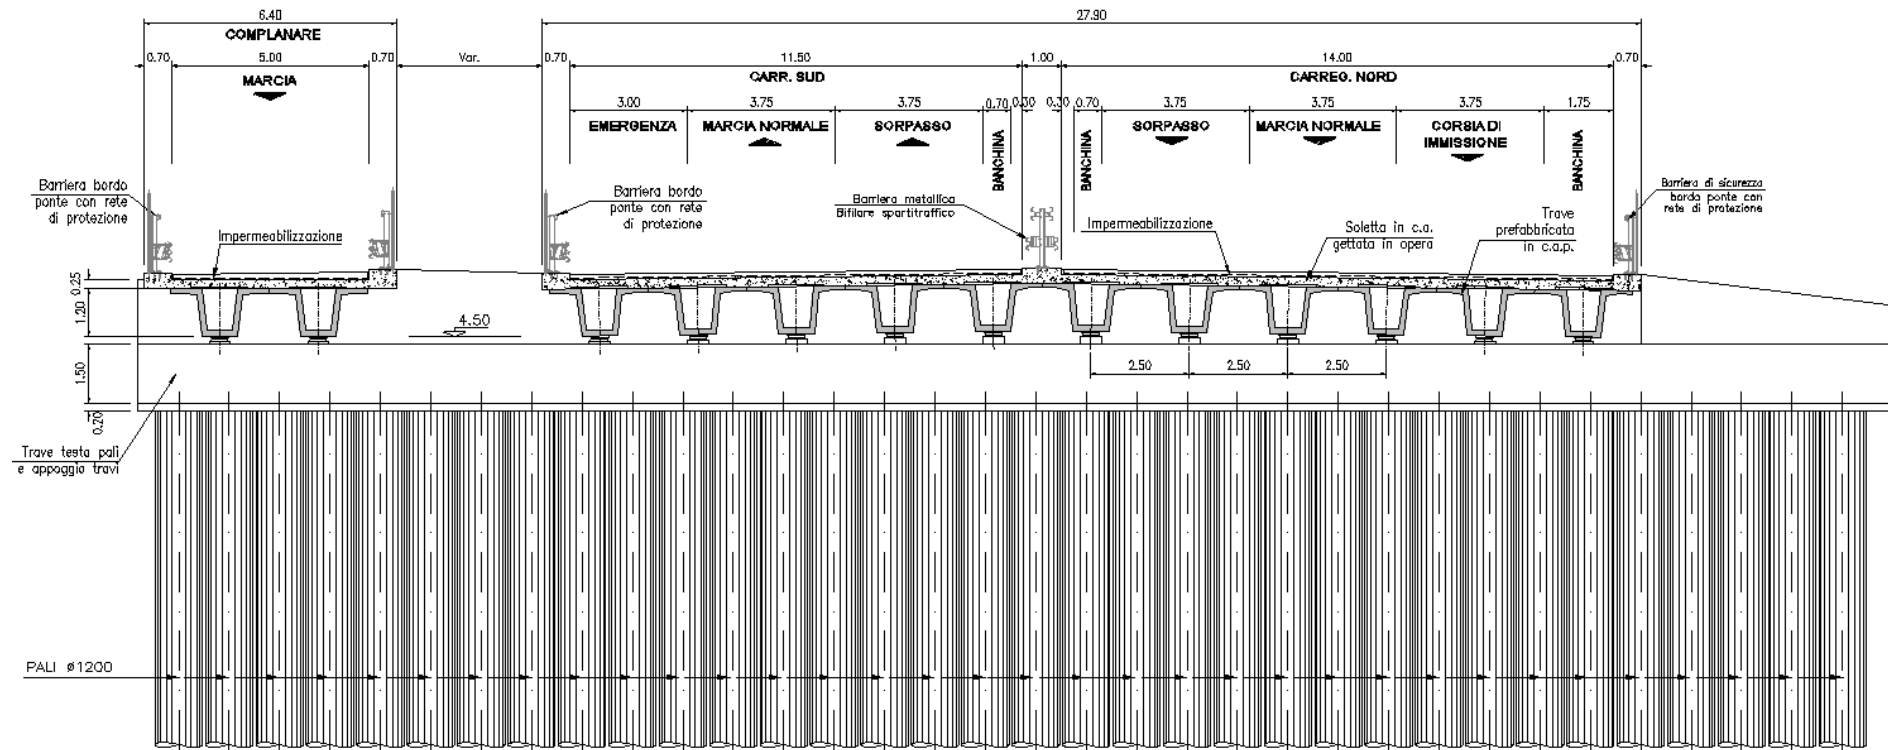 6.40
27.90
COMPLANARE
0.70
5.00
0.70
Var.
0.70
11.50
1.00
14.00
0.70
MARCIA
CARR. SUD
CARREG. NORD
3.00
3.75
3.75
0.70
0.30
0.30
0.70
3.75
3.75
3.75
1.75
EMERGENZA
MARCIA NORMALE
SORPASSO
BANCHINA
BANCHINA
SORPASSO
MARCIA NORMALE
CORSIA DI
IMMISSIONE
BANCHINA
Barriera bordo
ponte con rete
di protezione
Barriera bordo
ponte con rete
di protezione
Barriera metallica
Bifilare spartitraffico
Barriera di sicurezza
bordo ponte con
rete di protezione
Impermeabilizzazione
Impermeabilizzazione
Soletta in c.a.
gettata in opera
Trave
prefabbricata
in c.a.p.
0.25
1.20
4.50
1.50
2.50
2.50
2.50
0.20
Trave testa pali
e appoggio travi
PALI ø1200